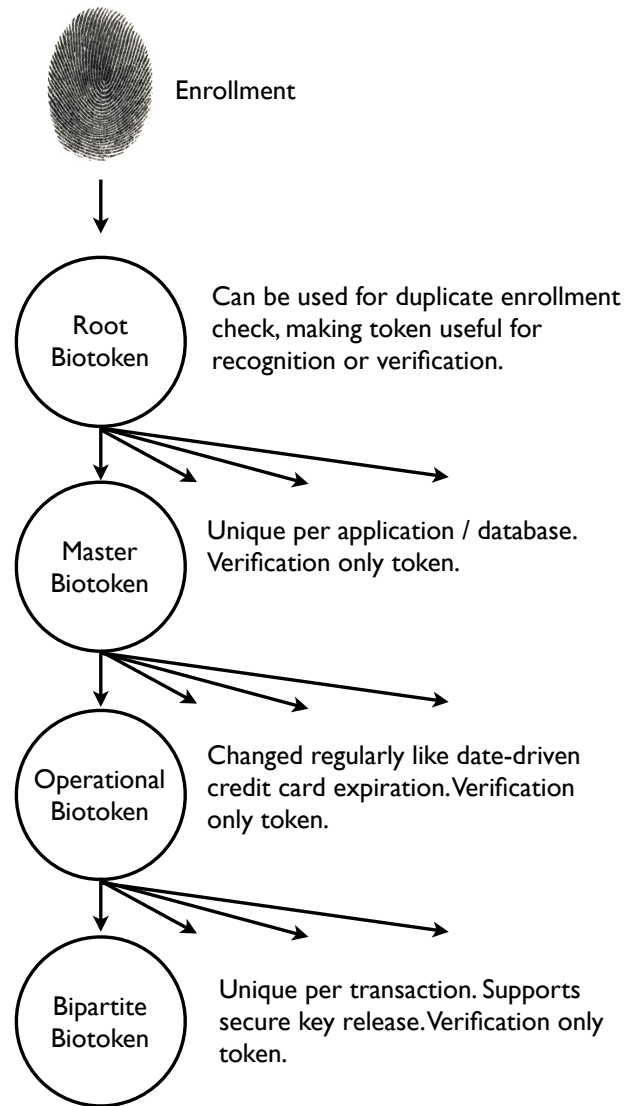 Enrollment
Root
Biotoken
Can be used for duplicate enrollment
check, making token useful for
recognition or verification.
Master
Biotoken
Unique per application / database.
Verification only token.
Operational
Biotoken
Changed regularly like date-driven
credit card expiration. Verification
only token.
Bipartite
Biotoken
Unique per transaction. Supports
secure key release. Verification only
token.